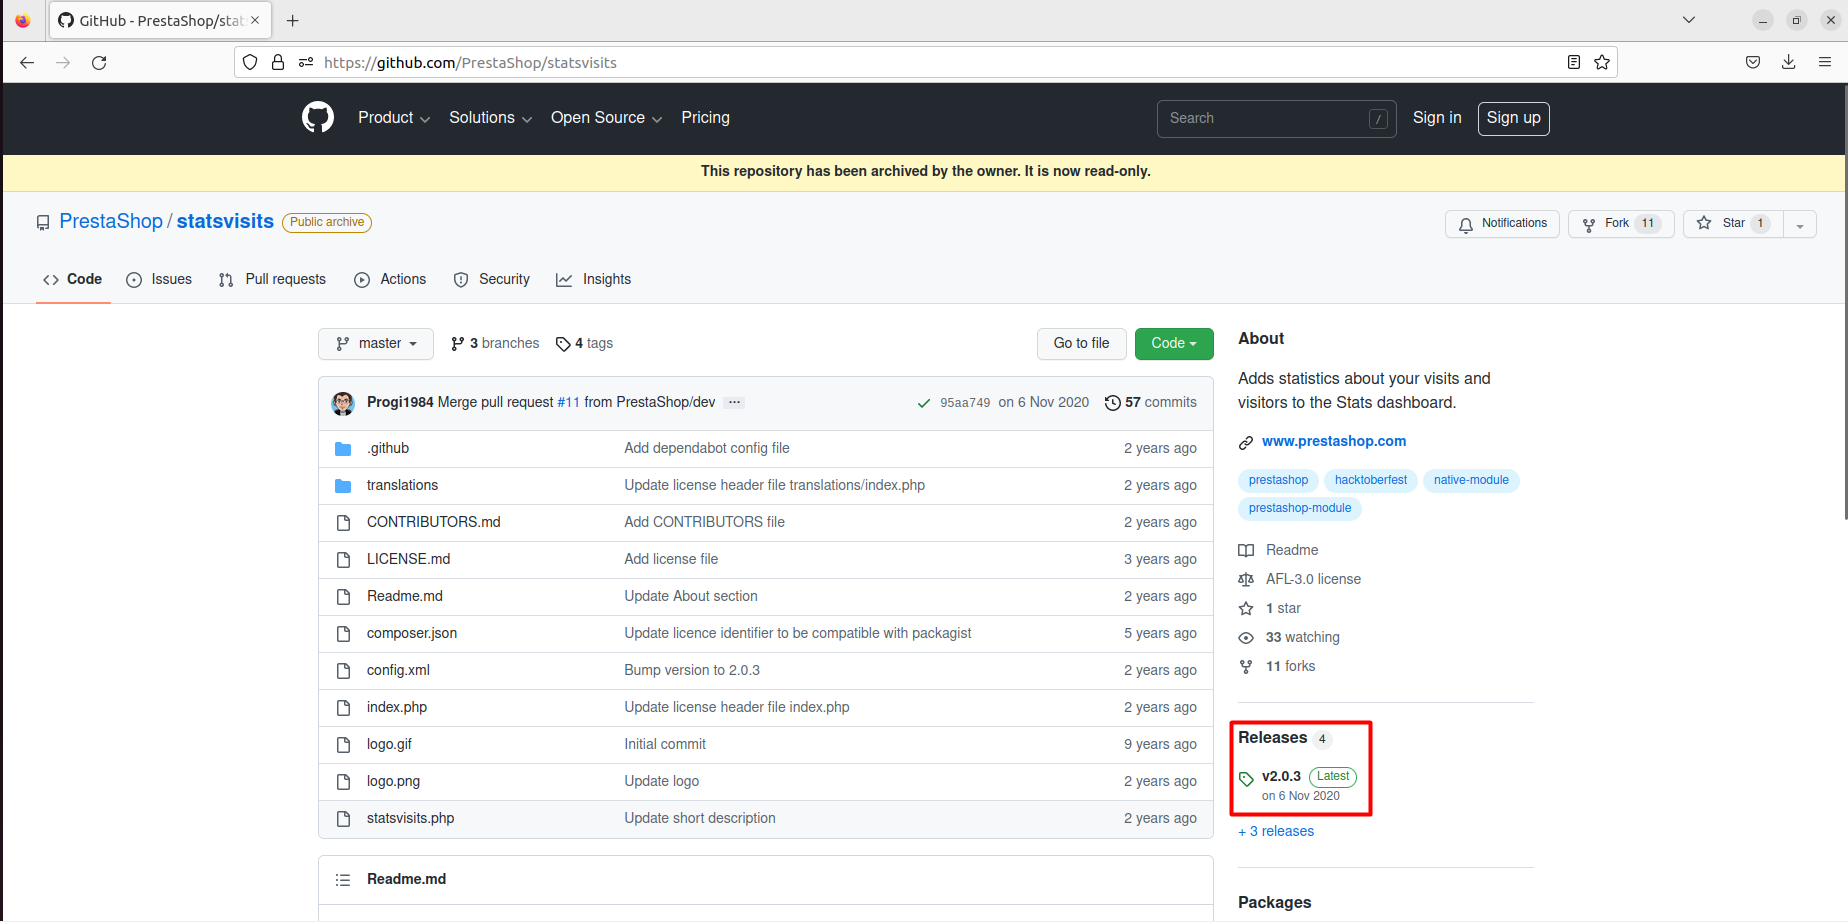 GitHub - PrestaShop/stat
https://github.com/PrestaShop/statsvisits
Product Solutions Open Source Pricing Search / Sign in Sign up
This repository has been archived by the owner. It is now read-only.
PrestaShop / statsvisits Public archive Notifications Fork 11 Star 1
Code Issues Pull requests Actions Security Insights
master 3 branches 4 tags Go to file Code
Progi1984 Merge pull request #11 from PrestaShop/dev ··· 95aa749 on 6 Nov 2020 57 commits
.github Add dependabot config file 2 years ago
translations Update license header file translations/index.php 2 years ago
CONTRIBUTORS.md Add CONTRIBUTORS file 2 years ago
LICENSE.md Add license file 3 years ago
Readme.md Update About section 2 years ago
composer.json Update licence identifier to be compatible with packagist 5 years ago
config.xml Bump version to 2.0.3 2 years ago
index.php Update license header file index.php 2 years ago
logo.gif Initial commit 9 years ago
logo.png Update logo 2 years ago
statsvisits.php Update short description 2 years ago
Readme.md
About
Adds statistics about your visits and
visitors to the Stats dashboard.
www.prestashop.com
prestashop hacktoberfest native-module
prestashop-module
Readme
AFL-3.0 license
1 star
33 watching
11 forks
Releases 4
v2.0.3 Latest
on 6 Nov 2020
+ 3 releases
Packages